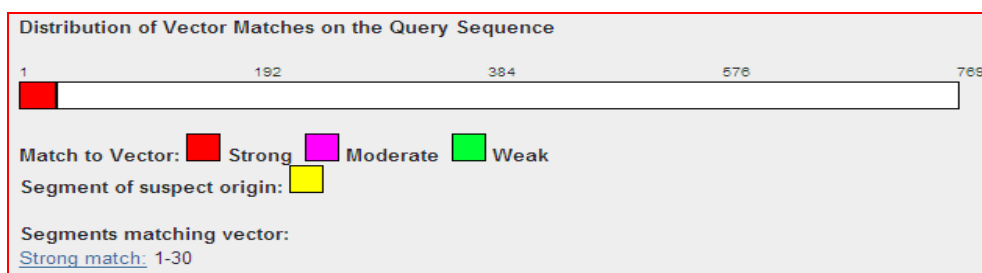 Distribution of Vector Matches on the Query Sequence
1 192 384 576 769
Match to Vector: Strong Moderate Weak
Segment of suspect origin:
Segments matching vector:
Strong match: 1-30